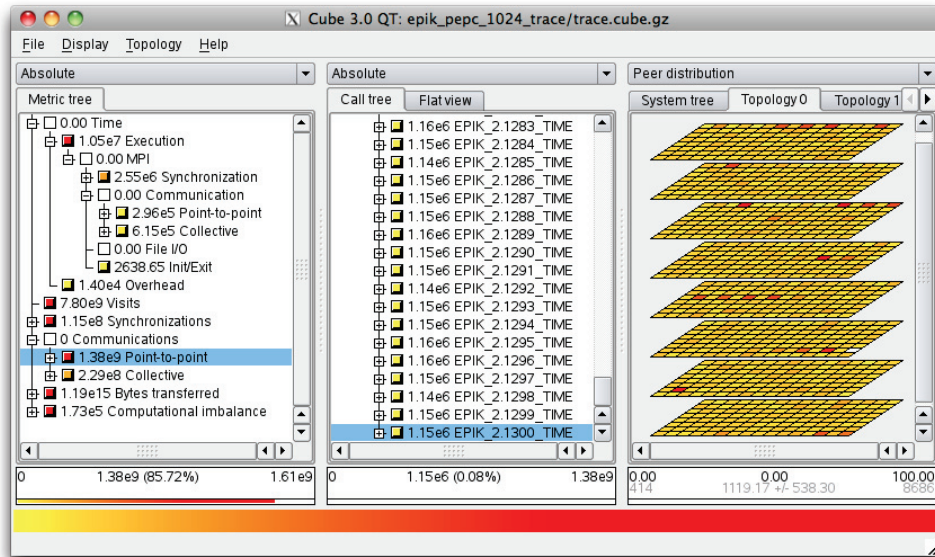 Cube 3.0 QT: epik_pepc_1024_trace/trace.cube.gz
File Display Topology Help
Absolute
Metric tree
0.00 Time
1.05e7 Execution
0.00 MPI
2.55e6 Synchronization
0.00 Communication
2.96e5 Point-to-point
6.15e5 Collective
0.00 File I/O
2638.65 Init/Exit
1.40e4 Overhead
7.80e9 Visits
1.15e8 Synchronizations
0 Communications
1.38e9 Point-to-point
2.29e8 Collective
1.19e15 Bytes transferred
1.73e5 Computational imbalance
0 1.38e9 (85.72%) 1.61e9
Absolute
Call tree Flat view
1.16e6 EPIK_2.1283_TIME
1.15e6 EPIK_2.1284_TIME
1.14e6 EPIK_2.1285_TIME
1.15e6 EPIK_2.1286_TIME
1.15e6 EPIK_2.1287_TIME
1.15e6 EPIK_2.1288_TIME
1.16e6 EPIK_2.1289_TIME
1.15e6 EPIK_2.1290_TIME
1.15e6 EPIK_2.1291_TIME
1.14e6 EPIK_2.1292_TIME
1.15e6 EPIK_2.1293_TIME
1.15e6 EPIK_2.1294_TIME
1.16e6 EPIK_2.1295_TIME
1.16e6 EPIK_2.1296_TIME
1.15e6 EPIK_2.1297_TIME
1.14e6 EPIK_2.1298_TIME
1.15e6 EPIK_2.1299_TIME
1.15e6 EPIK_2.1300_TIME
0 1.15e6 (0.08%) 1.38e9
Peer distribution
System tree Topology 0 Topology 1
0.00 0.00 100.00
414 1119.17 +/- 538.30 8686